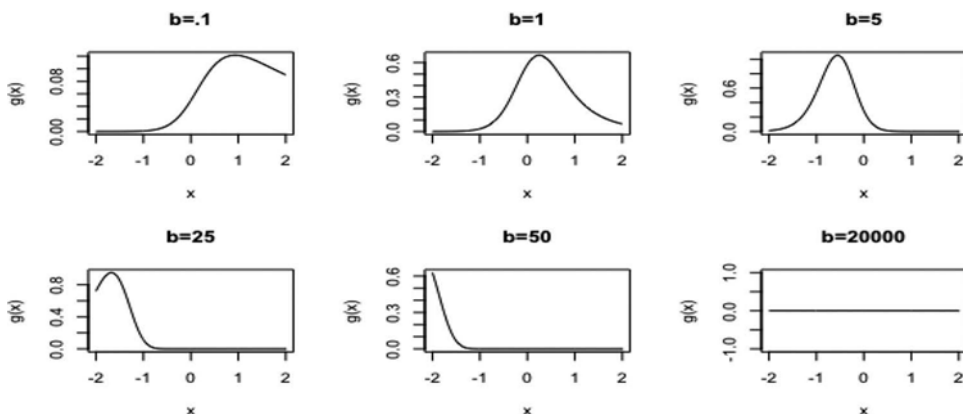 b=.1
b=1
b=5
g(x)
0.00
0.08
-2 -1 0 1 2
x
g(x)
0.0
0.3
0.6
-2 -1 0 1 2
x
g(x)
0.0
0.6
-2 -1 0 1 2
x
b=25
b=50
b=20000
g(x)
0.0
0.4
0.8
-2 -1 0 1 2
x
g(x)
0.0
0.3
0.6
-2 -1 0 1 2
x
g(x)
-1.0
0.0
1.0
-2 -1 0 1 2
x